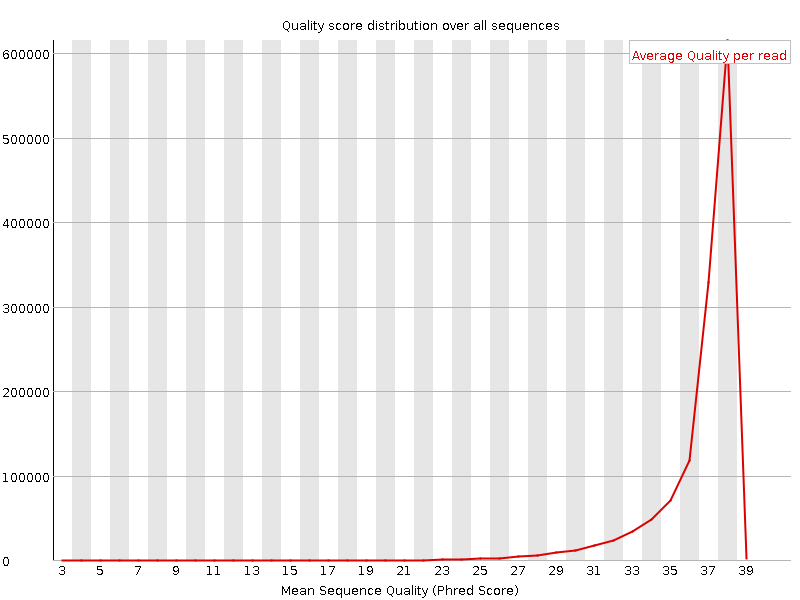 Quality score distribution over all sequences
Average Quality per read
600000
500000
400000
300000
200000
100000
0
3 5 7 9 11 13 15 17 19 21 23 25 27 29 31 33 35 37 39
Mean Sequence Quality (Phred Score)